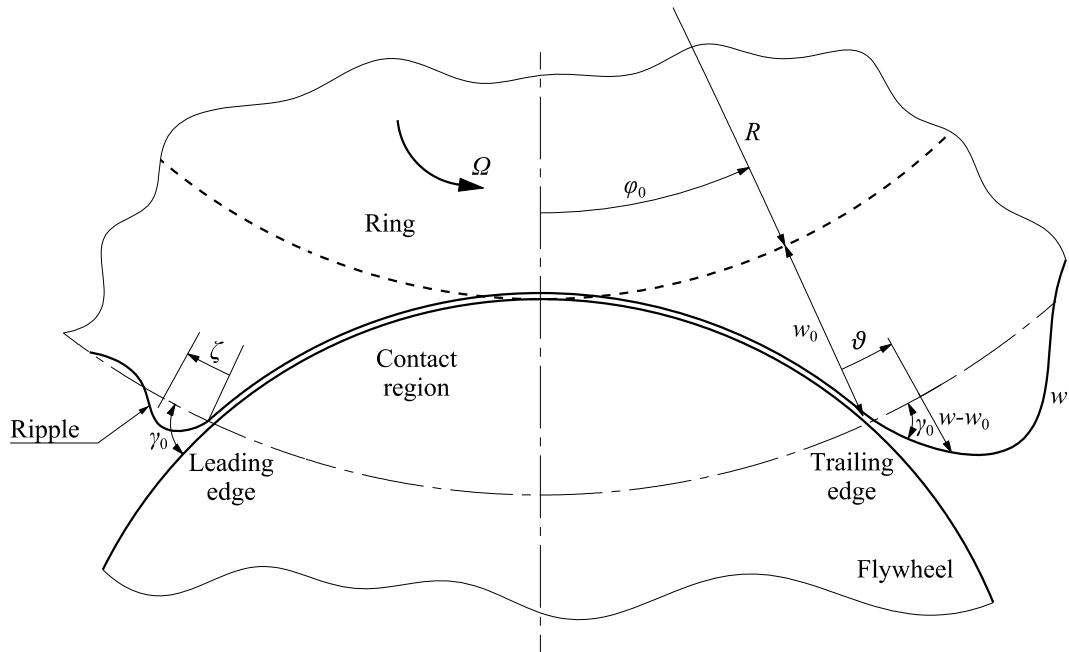 R
Ω
φ₀
Ring
w₀
ϑ
ζ
Contact
region
w
Ripple
γ₀
γ₀
w-w₀
Leading
edge
Trailing
edge
Flywheel